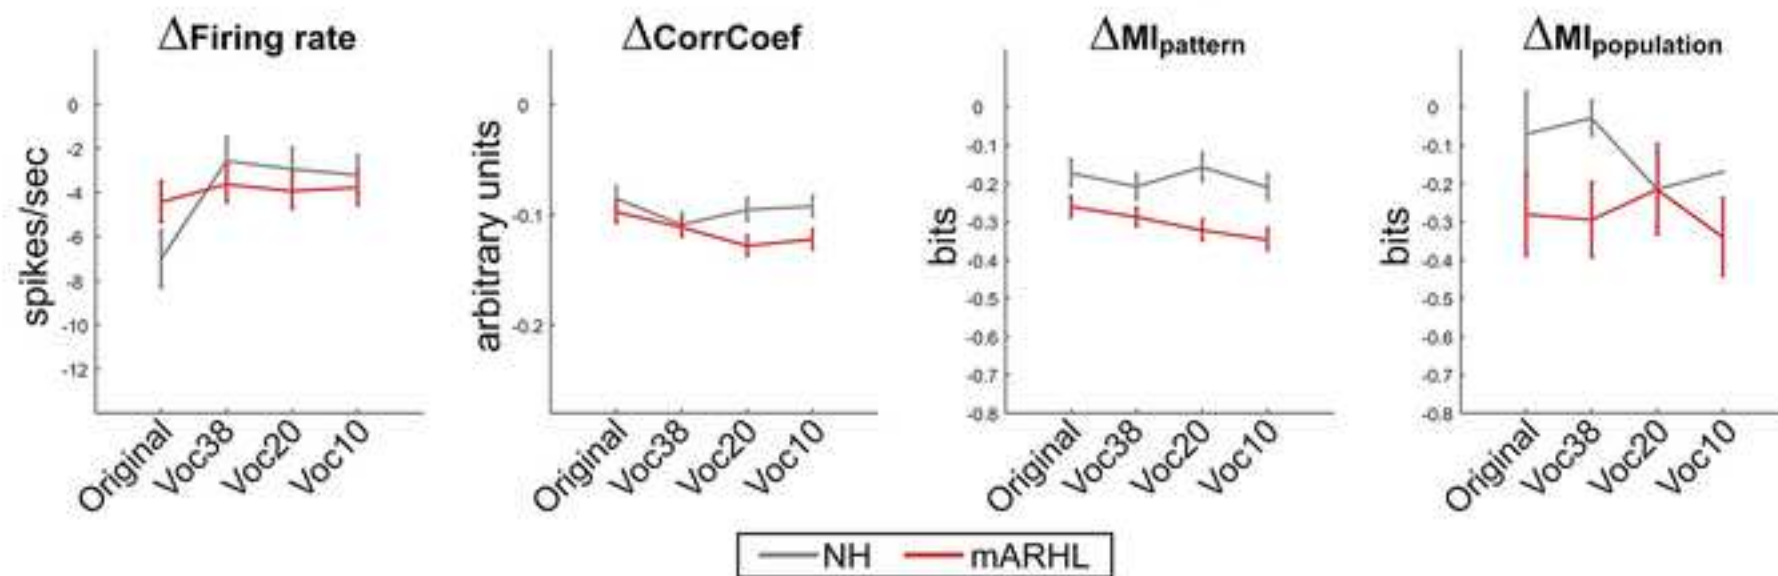 ΔFiring rate
spikes/sec
0
-2
-4
-6
-8
-10
-12
Original
Voc38
Voc20
Voc10
ΔCorrCoef
arbitrary units
0
-0.1
-0.2
Original
Voc38
Voc20
Voc10
ΔMIpattern
bits
0
-0.1
-0.2
-0.3
-0.4
-0.5
-0.6
-0.7
-0.8
Original
Voc38
Voc20
Voc10
ΔMIpopulation
bits
0
-0.1
-0.2
-0.3
-0.4
-0.5
-0.6
-0.7
-0.8
Original
Voc38
Voc20
Voc10
NH
mARHL